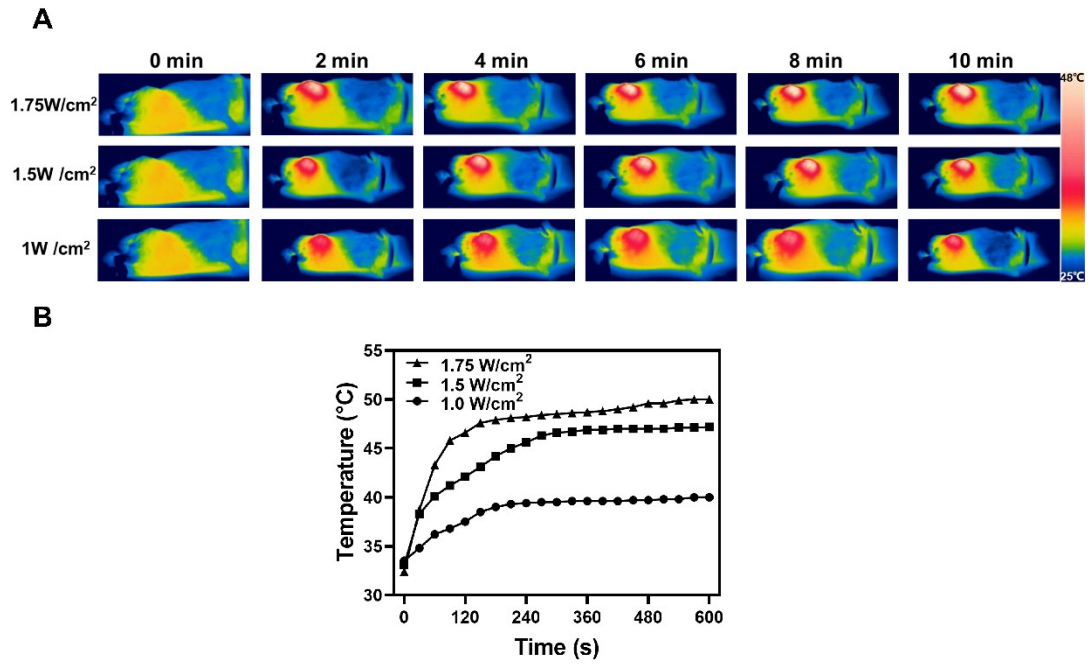 A
0 min 2 min 4 min 6 min 8 min 10 min
1.75W/cm²
1.5W /cm²
1W /cm²
48℃
25℃
B
1.75 W/cm²
1.5 W/cm²
1.0 W/cm²
Temperature (°C)
55
50
45
40
35
30
0 120 240 360 480 600
Time (s)